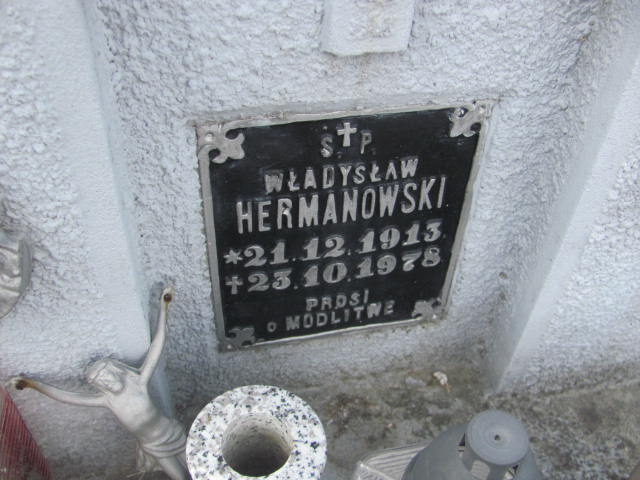 Ś✝P
WŁADYSŁAW
HERMANOWSKI
*21.12.1913.
✝23.10.1978
PROSI
o MODLITWE